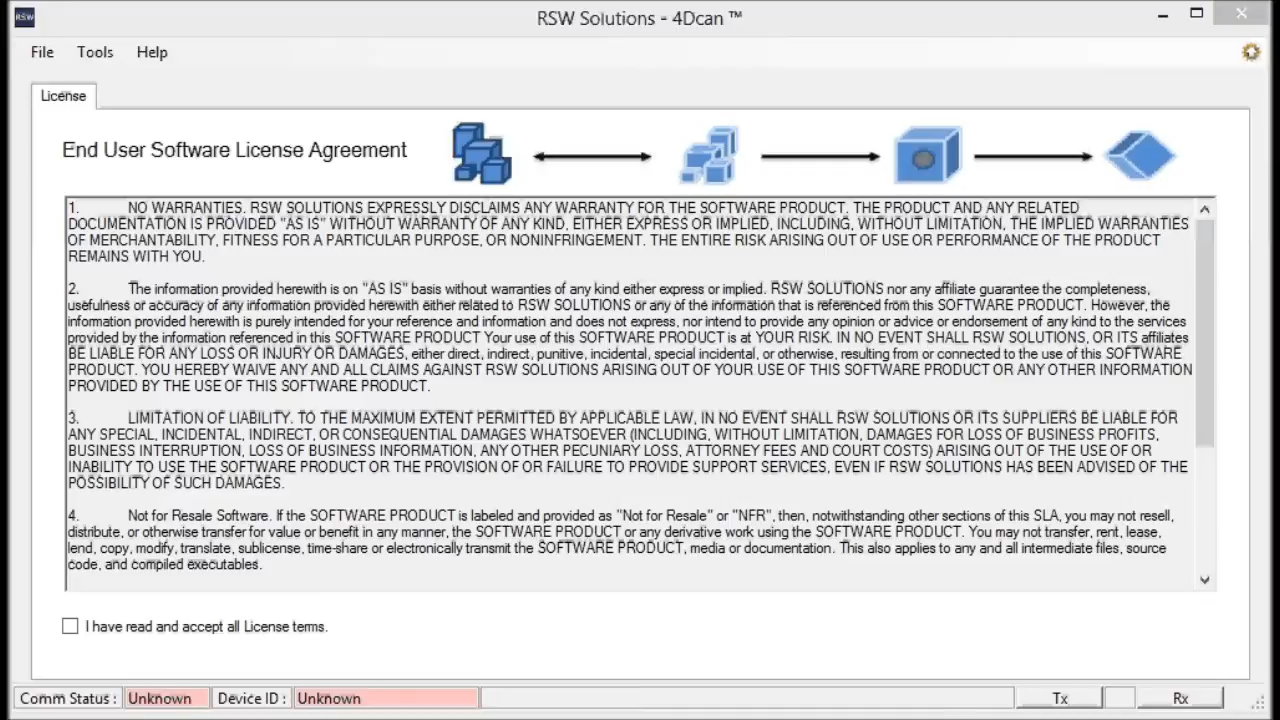 RSW
RSW Solutions - 4Dcan ™
File Tools Help
License
End User Software License Agreement
1. NO WARRANTIES. RSW SOLUTIONS EXPRESSLY DISCLAIMS ANY WARRANTY FOR THE SOFTWARE PRODUCT. THE PRODUCT AND ANY RELATED
DOCUMENTATION IS PROVIDED "AS IS" WITHOUT WARRANTY OF ANY KIND, EITHER EXPRESS OR IMPLIED, INCLUDING, WITHOUT LIMITATION, THE IMPLIED WARRANTIES
OF MERCHANTABILITY, FITNESS FOR A PARTICULAR PURPOSE, OR NONINFRINGEMENT. THE ENTIRE RISK ARISING OUT OF USE OR PERFORMANCE OF THE PRODUCT
REMAINS WITH YOU.
2. The information provided herewith is on "AS IS" basis without warranties of any kind either express or implied. RSW SOLUTIONS nor any affiliate guarantee the completeness,
usefulness or accuracy of any information provided herewith either related to RSW SOLUTIONS or any of the information that is referenced from this SOFTWARE PRODUCT. However, the
information provided herewith is purely intended for your reference and information and does not express, nor intend to provide any opinion or advice or endorsement of any kind to the services
provided by the information referenced in this SOFTWARE PRODUCT Your use of this SOFTWARE PRODUCT is at YOUR RISK. IN NO EVENT SHALL RSW SOLUTIONS, OR ITS affiliates
BE LIABLE FOR ANY LOSS OR INJURY OR DAMAGES, either direct, indirect, punitive, incidental, special incidental, or otherwise, resulting from or connected to the use of this SOFTWARE
PRODUCT. YOU HEREBY WAIVE ANY AND ALL CLAIMS AGAINST RSW SOLUTIONS ARISING OUT OF YOUR USE OF THIS SOFTWARE PRODUCT OR ANY OTHER INFORMATION
PROVIDED BY THE USE OF THIS SOFTWARE PRODUCT.
3. LIMITATION OF LIABILITY. TO THE MAXIMUM EXTENT PERMITTED BY APPLICABLE LAW, IN NO EVENT SHALL RSW SOLUTIONS OR ITS SUPPLIERS BE LIABLE FOR
ANY SPECIAL, INCIDENTAL, INDIRECT, OR CONSEQUENTIAL DAMAGES WHATSOEVER (INCLUDING, WITHOUT LIMITATION, DAMAGES FOR LOSS OF BUSINESS PROFITS,
BUSINESS INTERRUPTION, LOSS OF BUSINESS INFORMATION, ANY OTHER PECUNIARY LOSS, ATTORNEY FEES AND COURT COSTS) ARISING OUT OF THE USE OF OR
INABILITY TO USE THE SOFTWARE PRODUCT OR THE PROVISION OF OR FAILURE TO PROVIDE SUPPORT SERVICES, EVEN IF RSW SOLUTIONS HAS BEEN ADVISED OF THE
POSSIBILITY OF SUCH DAMAGES.
4. Not for Resale Software. If the SOFTWARE PRODUCT is labeled and provided as "Not for Resale" or "NFR", then, notwithstanding other sections of this SLA, you may not resell,
distribute, or otherwise transfer for value or benefit in any manner, the SOFTWARE PRODUCT or any derivative work using the SOFTWARE PRODUCT. You may not transfer, rent, lease,
lend, copy, modify, translate, sublicense, time-share or electronically transmit the SOFTWARE PRODUCT, media or documentation. This also applies to any and all intermediate files, source
code, and compiled executables.
I have read and accept all License terms.
Comm Status : Unknown Device ID : Unknown Tx Rx